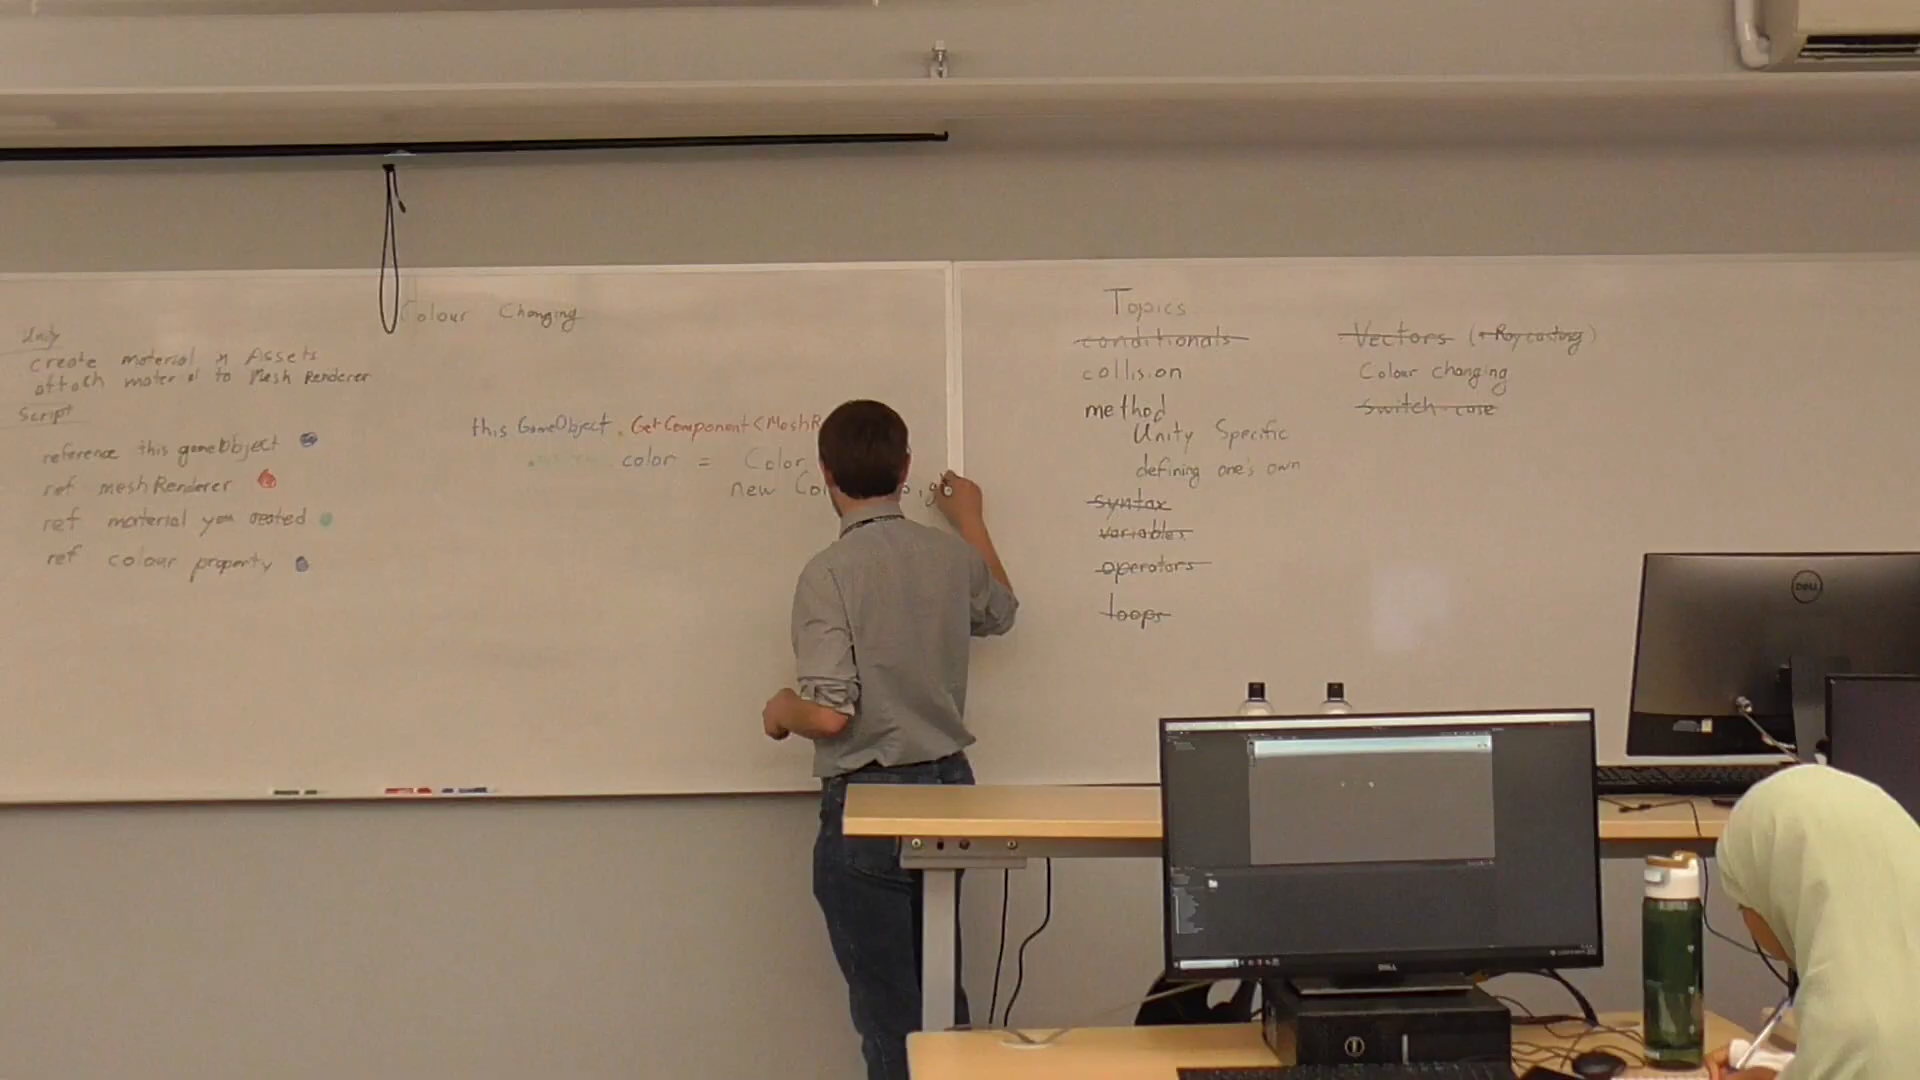 Colour Changing
Unity
create material in Assets
attach material to Mesh Renderer
Script
reference this gameObject
ref meshRenderer
ref material you created
ref colour property
this GameObject . GetComponent<MeshR
color = Color
new Co , g
Topics
conditionals
collision
method
Unity Specific
defining one's own
syntax
variables
operators
loops
Vectors (+Raycasting)
Colour changing
switch-case
DELL
DELL